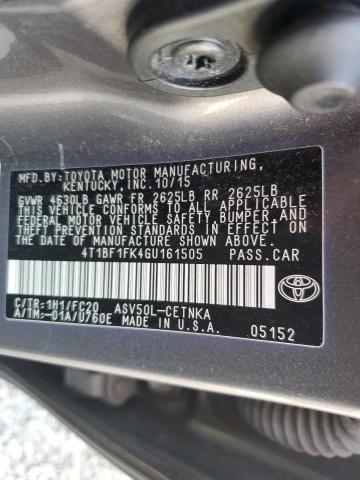 MFD.BY:TOYOTA MOTOR MANUFACTURING,
KENTUCKY,INC.10/15
GVWR 4630LB GAWR FR 2625LB RR 2625LB
THIS VEHICLE CONFORMS TO ALL APPLICABLE
FEDERAL MOTOR VEHICLE SAFETY,BUMPER,AND
THEFT PREVENTION STANDARDS IN EFFECT ON
THE DATE OF MANUFACTURE SHOWN ABOVE.
4T1BF1FK4GU161505 PASS.CAR
C/TR:1H1/FC20 ASV50L-CETNKA
A/TM:-01A/U760E MADE IN U.S.A.
TOYOTA
05152